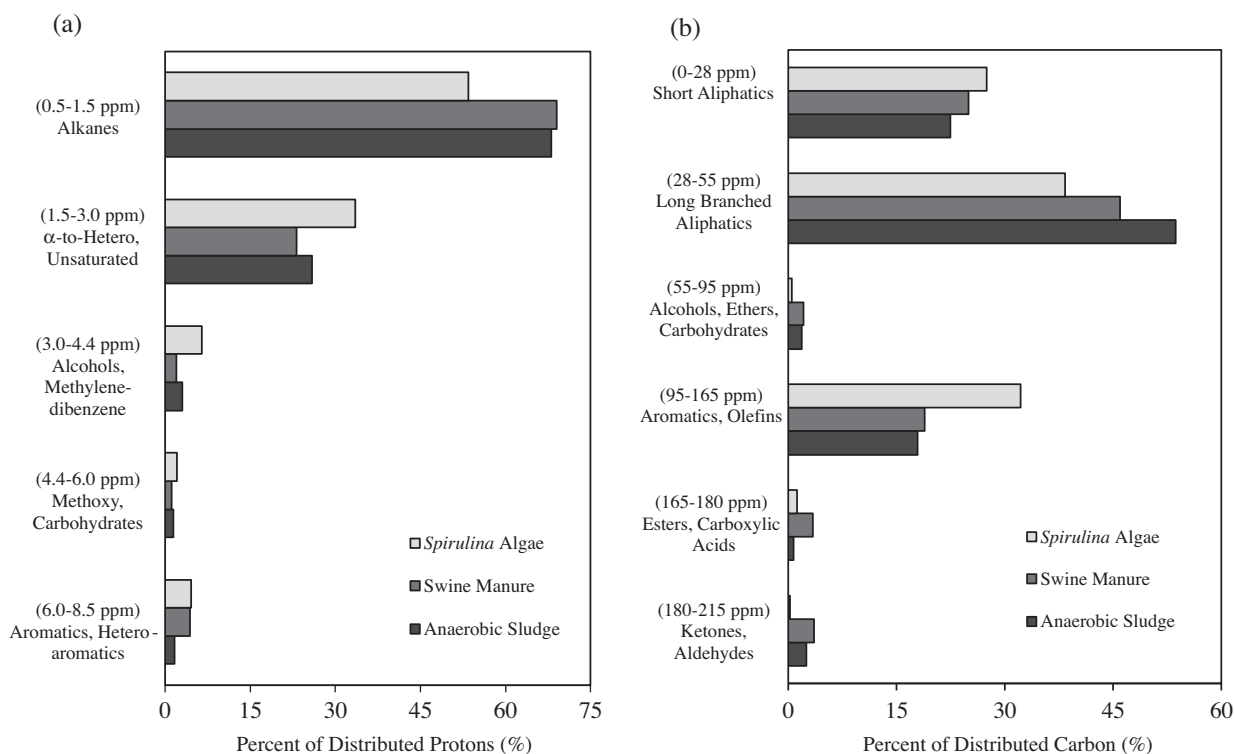 (a)
(0.5-1.5 ppm)
Alkanes
(1.5-3.0 ppm)
α-to-Hetero,
Unsaturated
(3.0-4.4 ppm)
Alcohols,
Methylene-
dibenzene
(4.4-6.0 ppm)
Methoxy,
Carbohydrates
(6.0-8.5 ppm)
Aromatics, Hetero-
aromatics
Spirulina Algae
Swine Manure
Anaerobic Sludge
0 15 30 45 60 75
Percent of Distributed Protons (%)
(b)
(0-28 ppm)
Short Aliphatics
(28-55 ppm)
Long Branched
Aliphatics
(55-95 ppm)
Alcohols, Ethers,
Carbohydrates
(95-165 ppm)
Aromatics, Olefins
(165-180 ppm)
Esters, Carboxylic
Acids
(180-215 ppm)
Ketones,
Aldehydes
Spirulina Algae
Swine Manure
Anaerobic Sludge
0 15 30 45 60
Percent of Distributed Carbon (%)